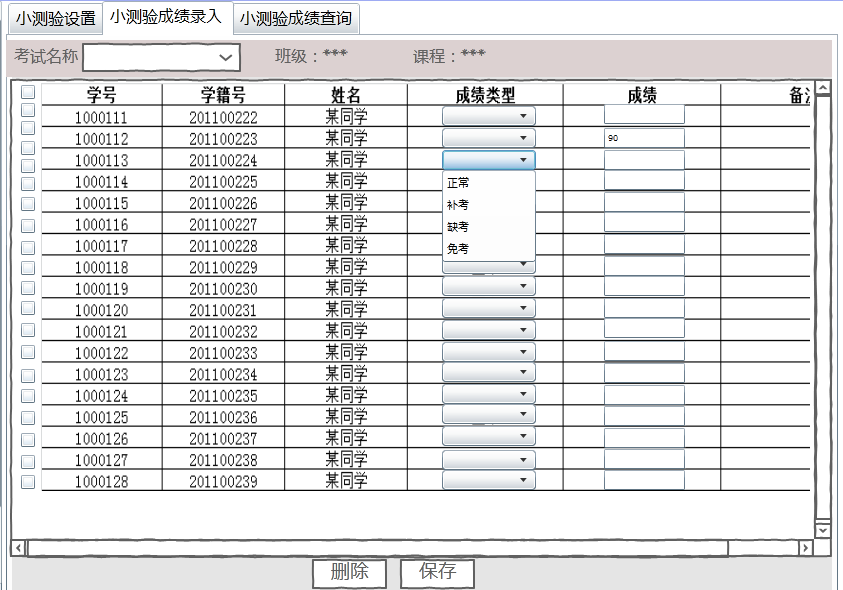 小测验设置 小测验成绩录入 小测验成绩查询
考试名称 班级：*** 课程：***
学号 学籍号 姓名 成绩类型 成绩
1000111 201100222 某同学
1000112 201100223 某同学 90
1000113 201100224 某同学
1000114 201100225 某同学 正常
1000115 201100226 某同学 补考
1000116 201100227 某同学 缺考
1000117 201100228 某同学 免考
1000118 201100229 某同学
1000119 201100230 某同学
1000120 201100231 某同学
1000121 201100232 某同学
1000122 201100233 某同学
1000123 201100234 某同学
1000124 201100235 某同学
1000125 201100236 某同学
1000126 201100237 某同学
1000127 201100238 某同学
1000128 201100239 某同学
删除 保存